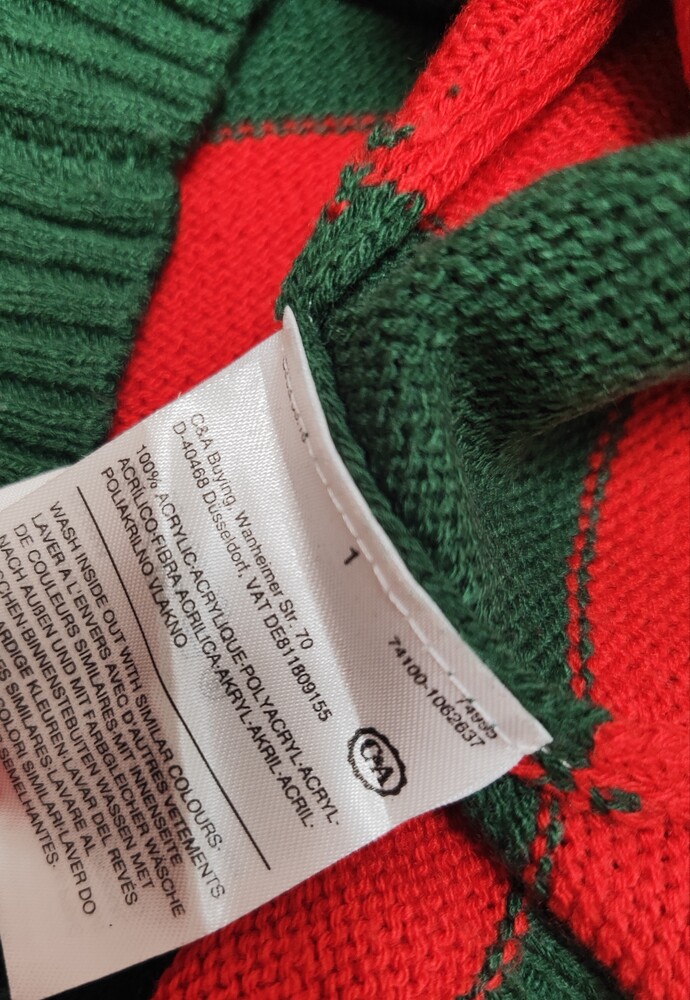 74995
74100-1062637
1
C&A
C&A Buying, Wanheimer Str. 70
D-40468 Düsseldorf, VAT DE811809155
100% ACRYLIC·ACRYLIQUE·POLYACRYL·ACRYL·
ACRILICO·FIBRA ACRILICA·AKRYL·AKRIL·ACRIL·
POLIAKRILNO VLAKNO
WASH INSIDE OUT WITH SIMILAR COLOURS·
LAVER A L'ENVERS AVEC D'AUTRES VETEMENTS
DE COULEURS SIMILAIRES·MIT INNENSEITE
NACH AUßEN UND MIT FARBGLEICHER WÄSCHE
BINNENSTEBUITEN WASSEN MET
KLEUREN·LAVAR DEL REVÉS
SIMILARES·LAVARE AL
COLORI SIMILARI·LAVAR DO
SEMELHANTES·